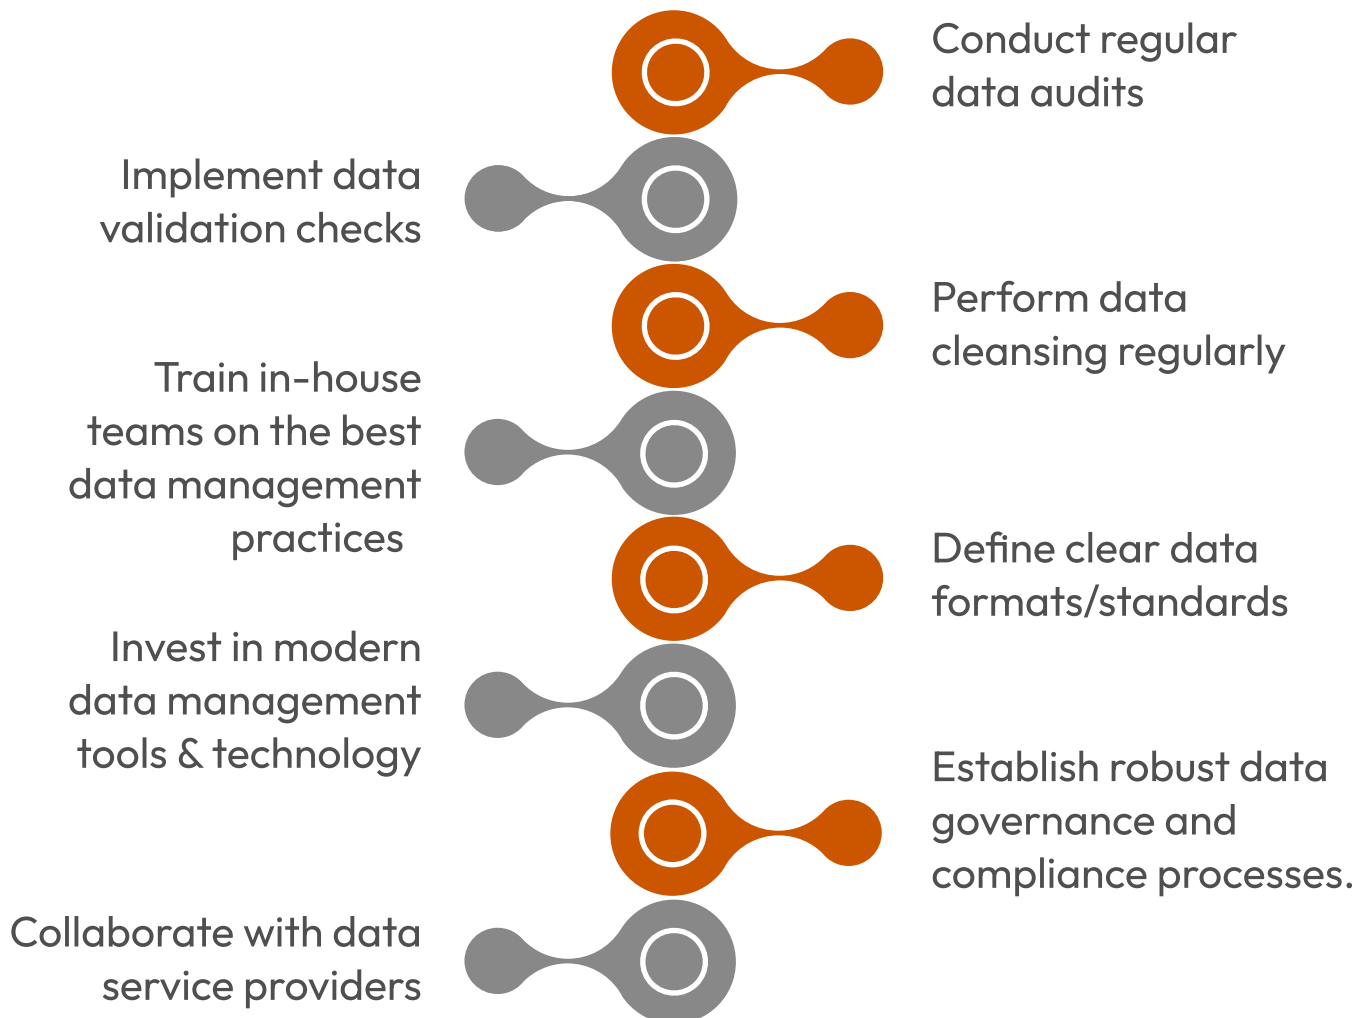 Conduct regular
data audits
Implement data
validation checks
Perform data
cleansing regularly
Train in-house
teams on the best
data management
practices
Define clear data
formats/standards
Invest in modern
data management
tools & technology
Establish robust data
governance and
compliance processes.
Collaborate with data
service providers